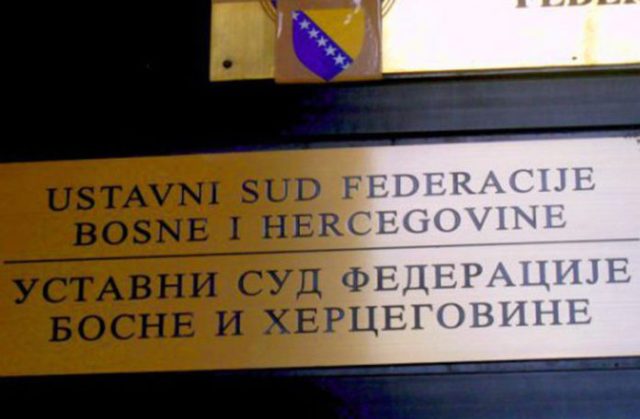 USTAVNI SUD FEDERACIJE
BOSNE I HERCEGOVINE
УСТАВНИ СУД ФЕДЕРАЦИЈЕ
БОСНЕ И ХЕРЦЕГОВИНЕ